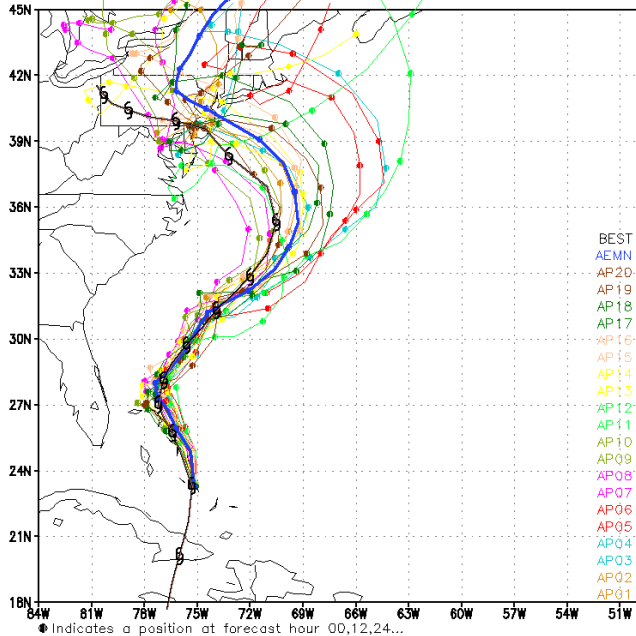 45N
42N
39N
36N
33N
30N
27N
24N
21N
18N
84W 81W 78W 75W 72W 69W 66W 63W 60W 57W 54W 51W
BEST
AEMN
AP20
AP19
AP18
AP17
AP16
AP15
AP14
AP13
AP12
AP11
AP10
AP09
AP08
AP07
AP06
AP05
AP04
AP03
AP02
AP01
Indicates a position at forecast hour 00,12,24...